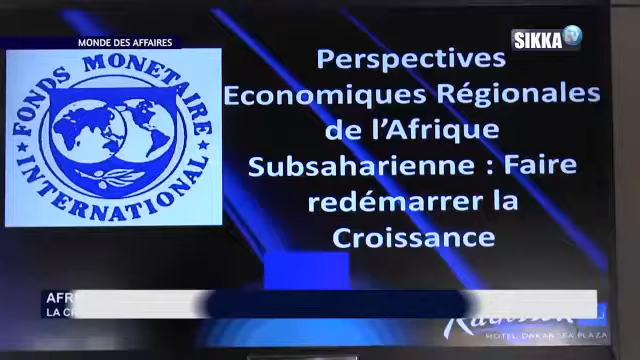 MONDE DES AFFAIRES
SIKKA TV
FONDS MONETAIRE
INTERNATIONAL
Perspectives
Economiques Régionales
de l'Afrique
Subsaharienne : Faire
redémarrer la
Croissance
HOTEL DAKAR SEA PLAZA